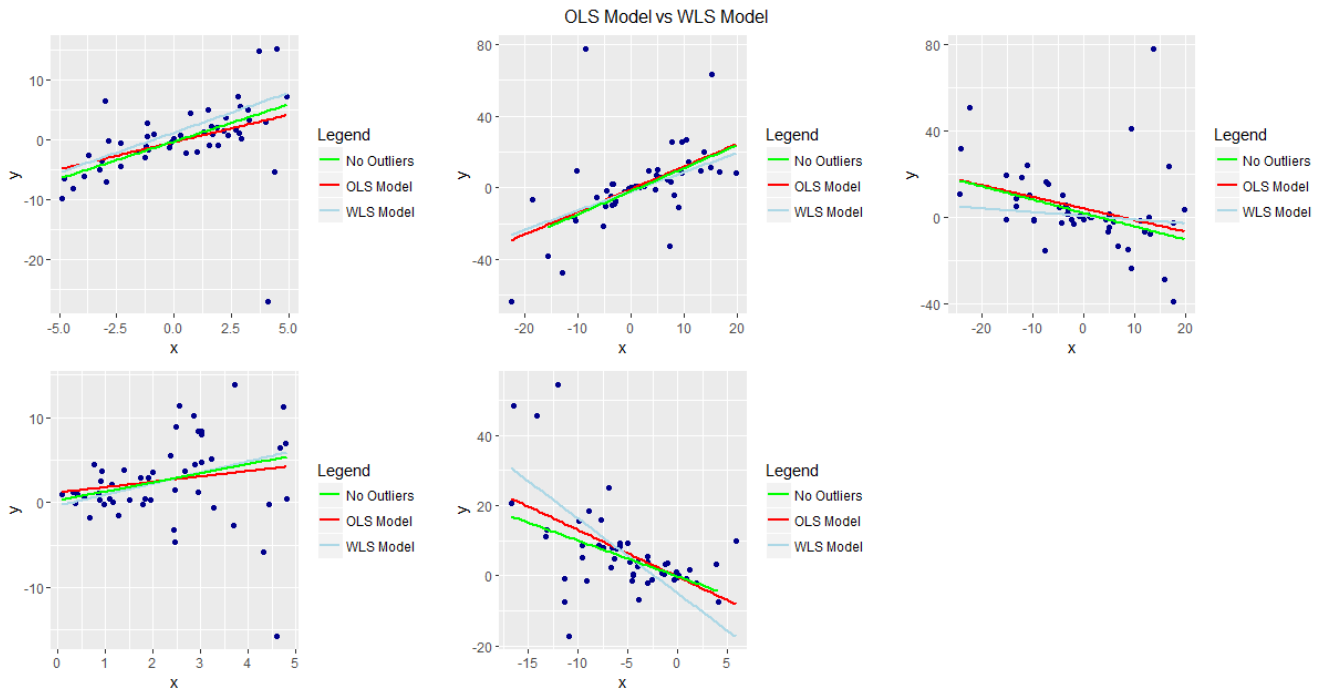 OLS Model vs WLS Model
10
0
-10
-20
y
-5.0
-2.5
0.0
2.5
5.0
x
Legend
No Outliers
OLS Model
WLS Model
80
40
0
-40
y
-20
-10
0
10
20
x
Legend
No Outliers
OLS Model
WLS Model
80
40
0
-40
y
-20
-10
0
10
20
x
Legend
No Outliers
OLS Model
WLS Model
10
0
-10
y
0
1
2
3
4
5
x
Legend
No Outliers
OLS Model
WLS Model
40
20
0
-20
y
-15
-10
-5
0
5
x
Legend
No Outliers
OLS Model
WLS Model